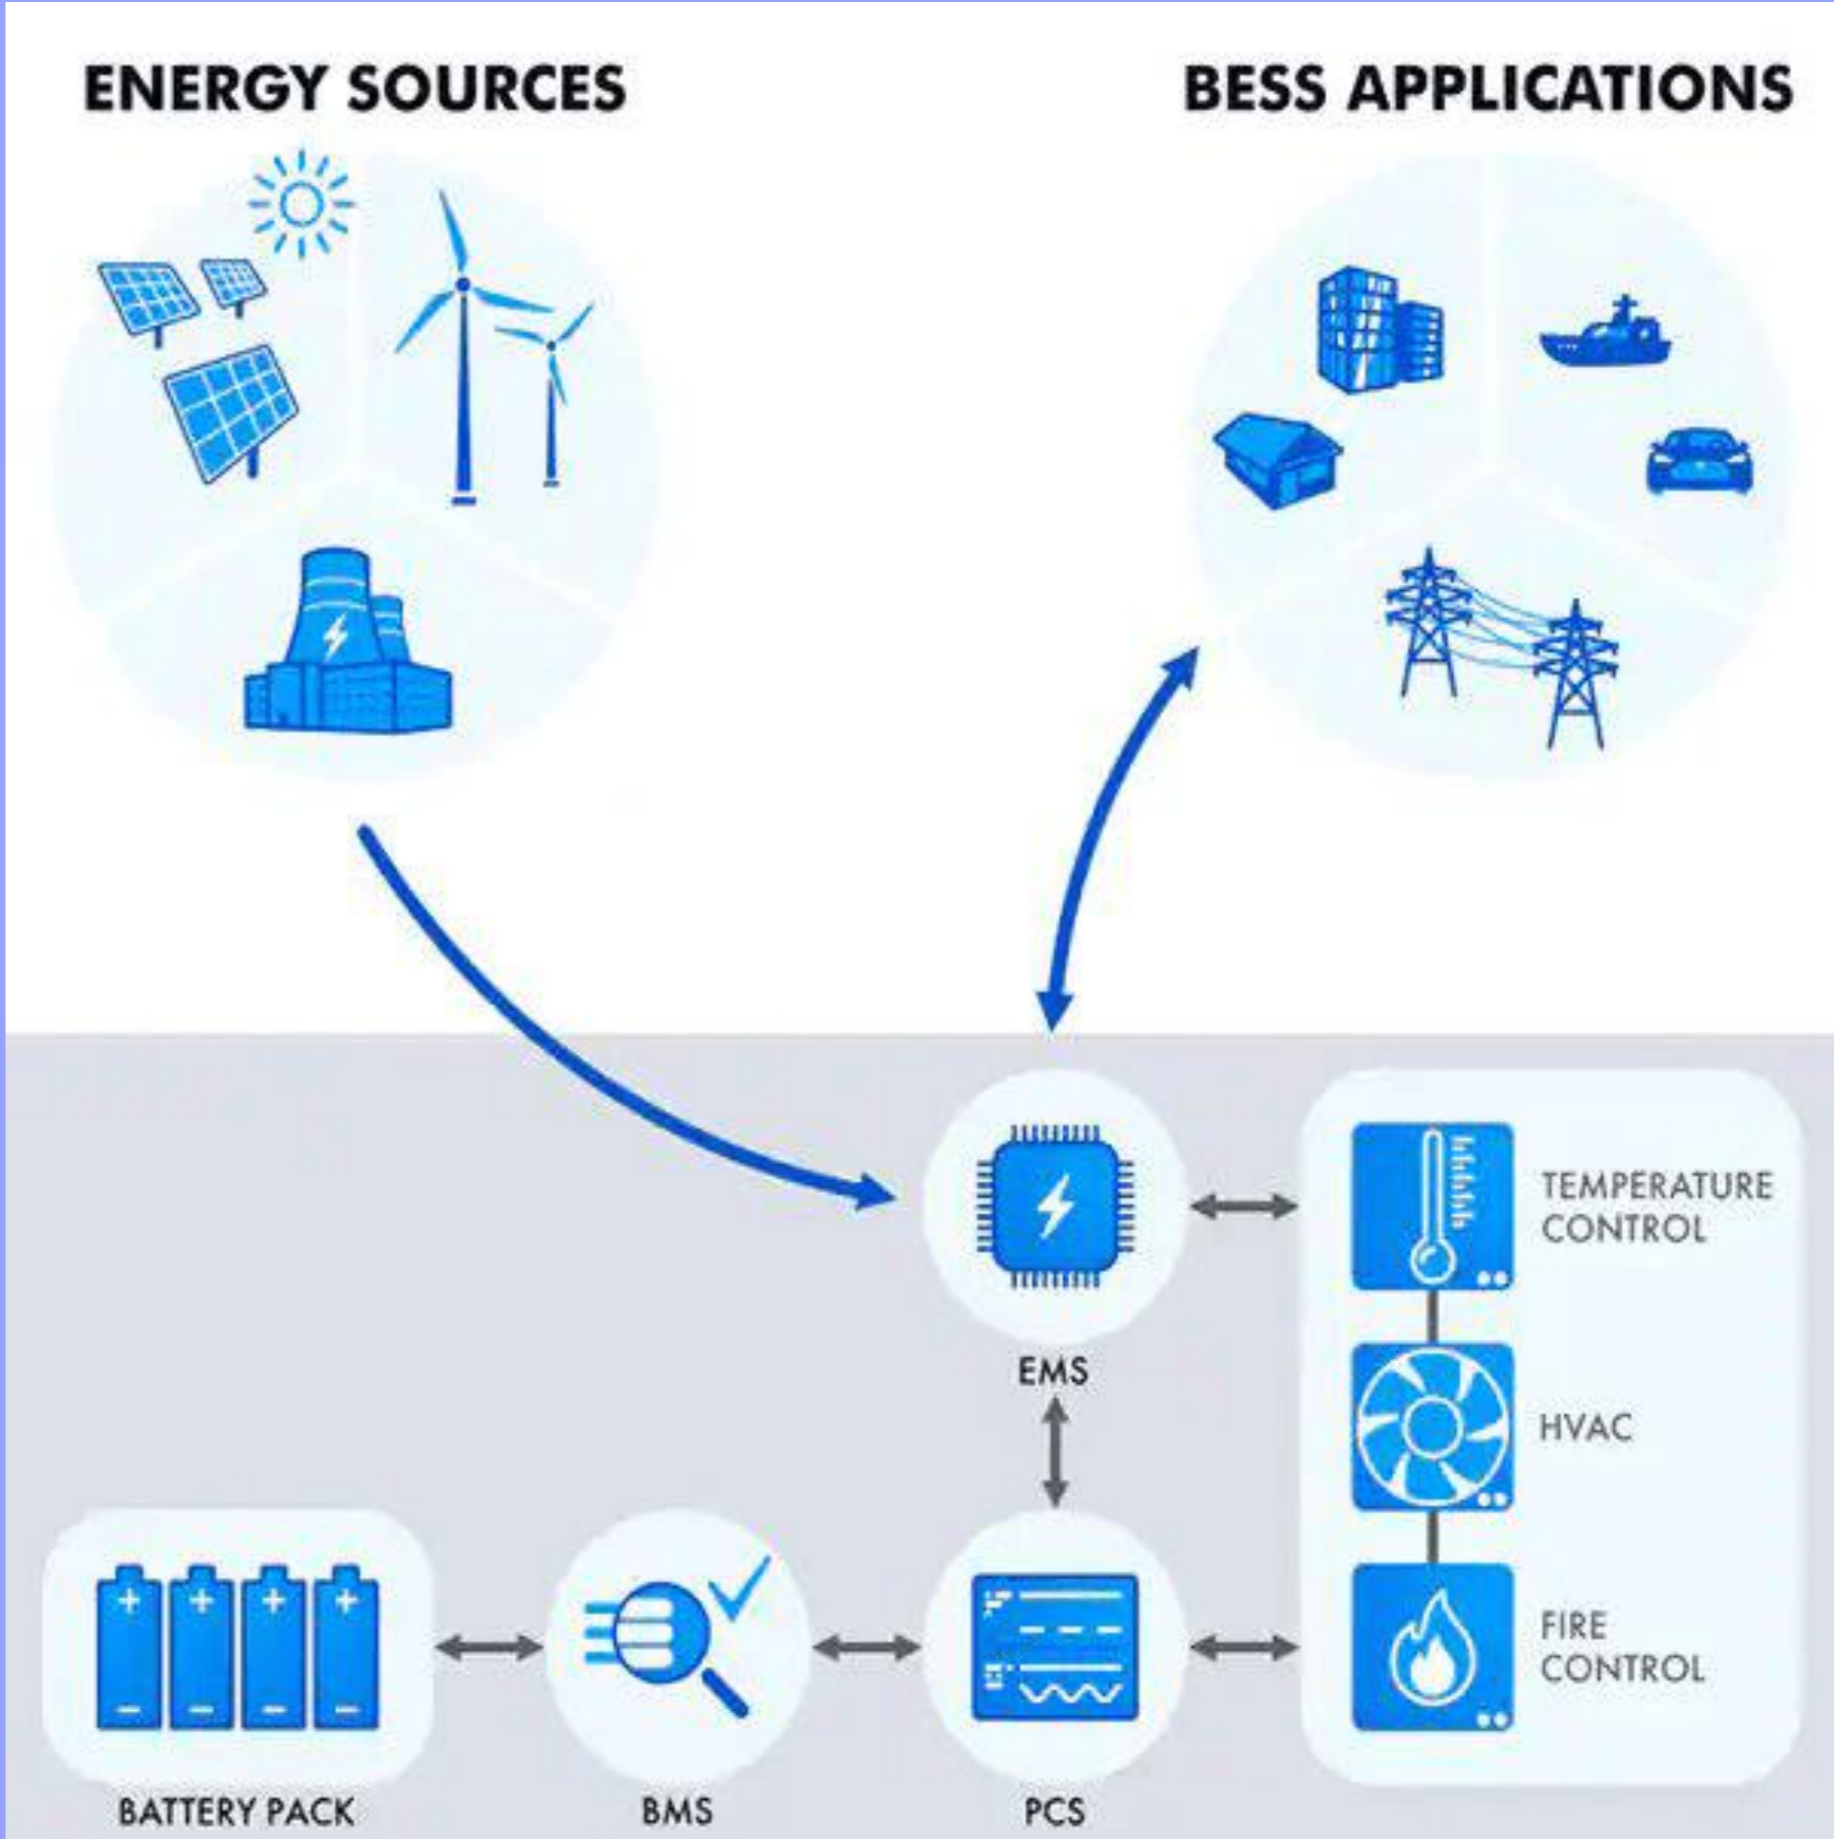 ENERGY SOURCES
BESS APPLICATIONS
EMS
TEMPERATURE
CONTROL
HVAC
FIRE
CONTROL
BATTERY PACK
BMS
PCS